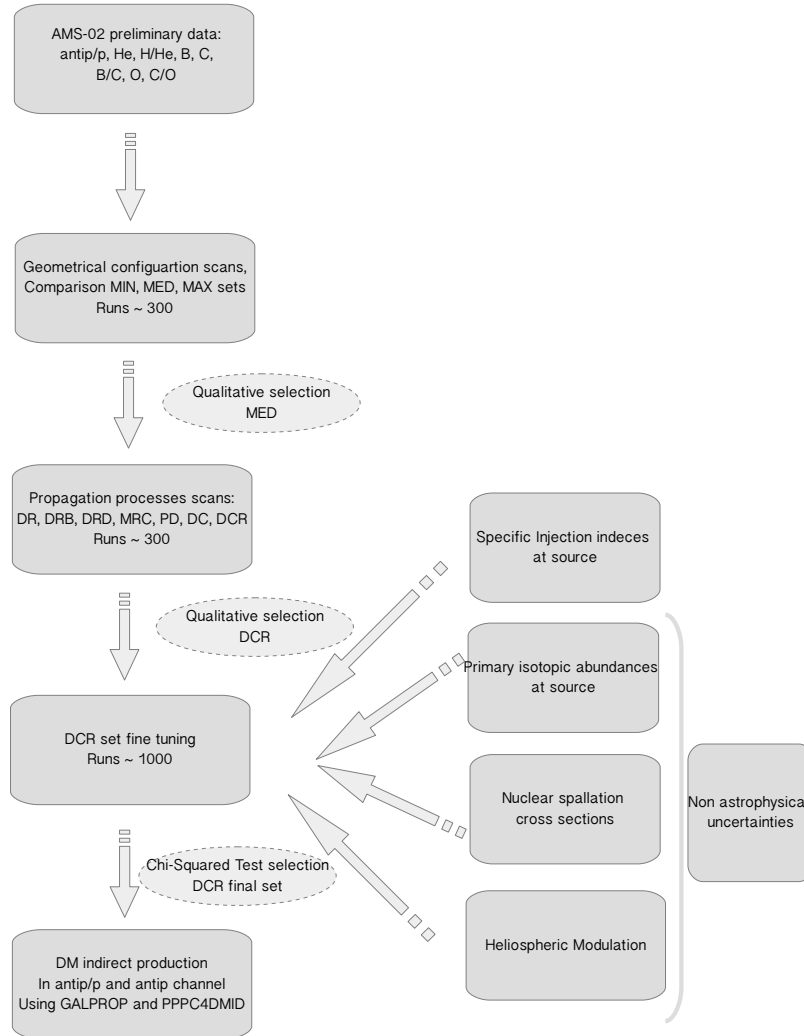 AMS-02 preliminary data:
antip/p, He, H/He, B, C,
B/C, O, C/O
Geometrical configuartion scans,
Comparison MIN, MED, MAX sets
Runs ~ 300
Qualitative selection
MED
Propagation processes scans:
DR, DRB, DRD, MRC, PD, DC, DCR
Runs ~ 300
Qualitative selection
DCR
DCR set fine tuning
Runs ~ 1000
Chi-Squared Test selection
DCR final set
DM indirect production
In antip/p and antip channel
Using GALPROP and PPPC4DMID
Specific Injection indeces
at source
Primary isotopic abundances
at source
Nuclear spallation
cross sections
Heliospheric Modulation
Non astrophysical
uncertainties